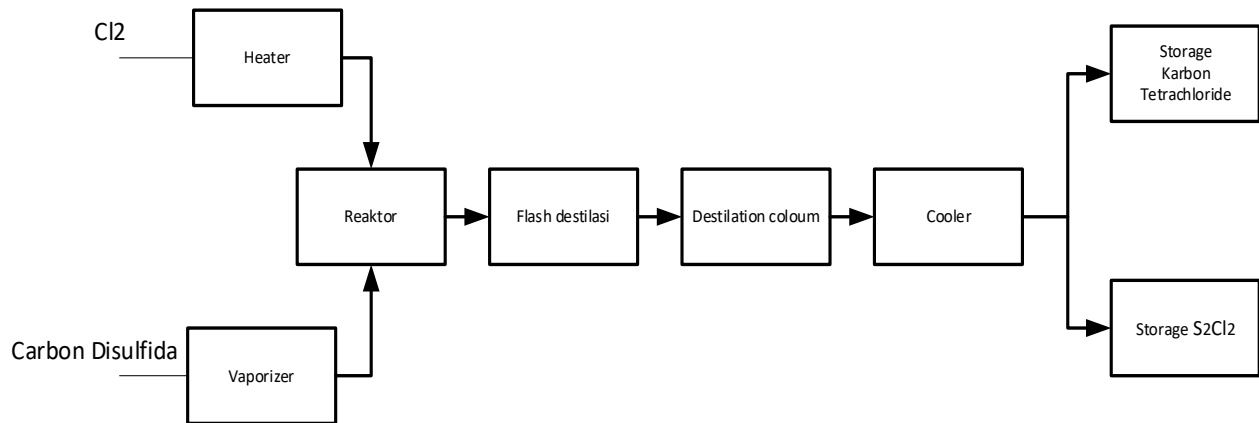 Cl2
Heater
Storage
Karbon
Tetrachloride
Reaktor
Flash destilasi
Destilation coloum
Cooler
Carbon Disulfida
Vaporizer
Storage S2Cl2